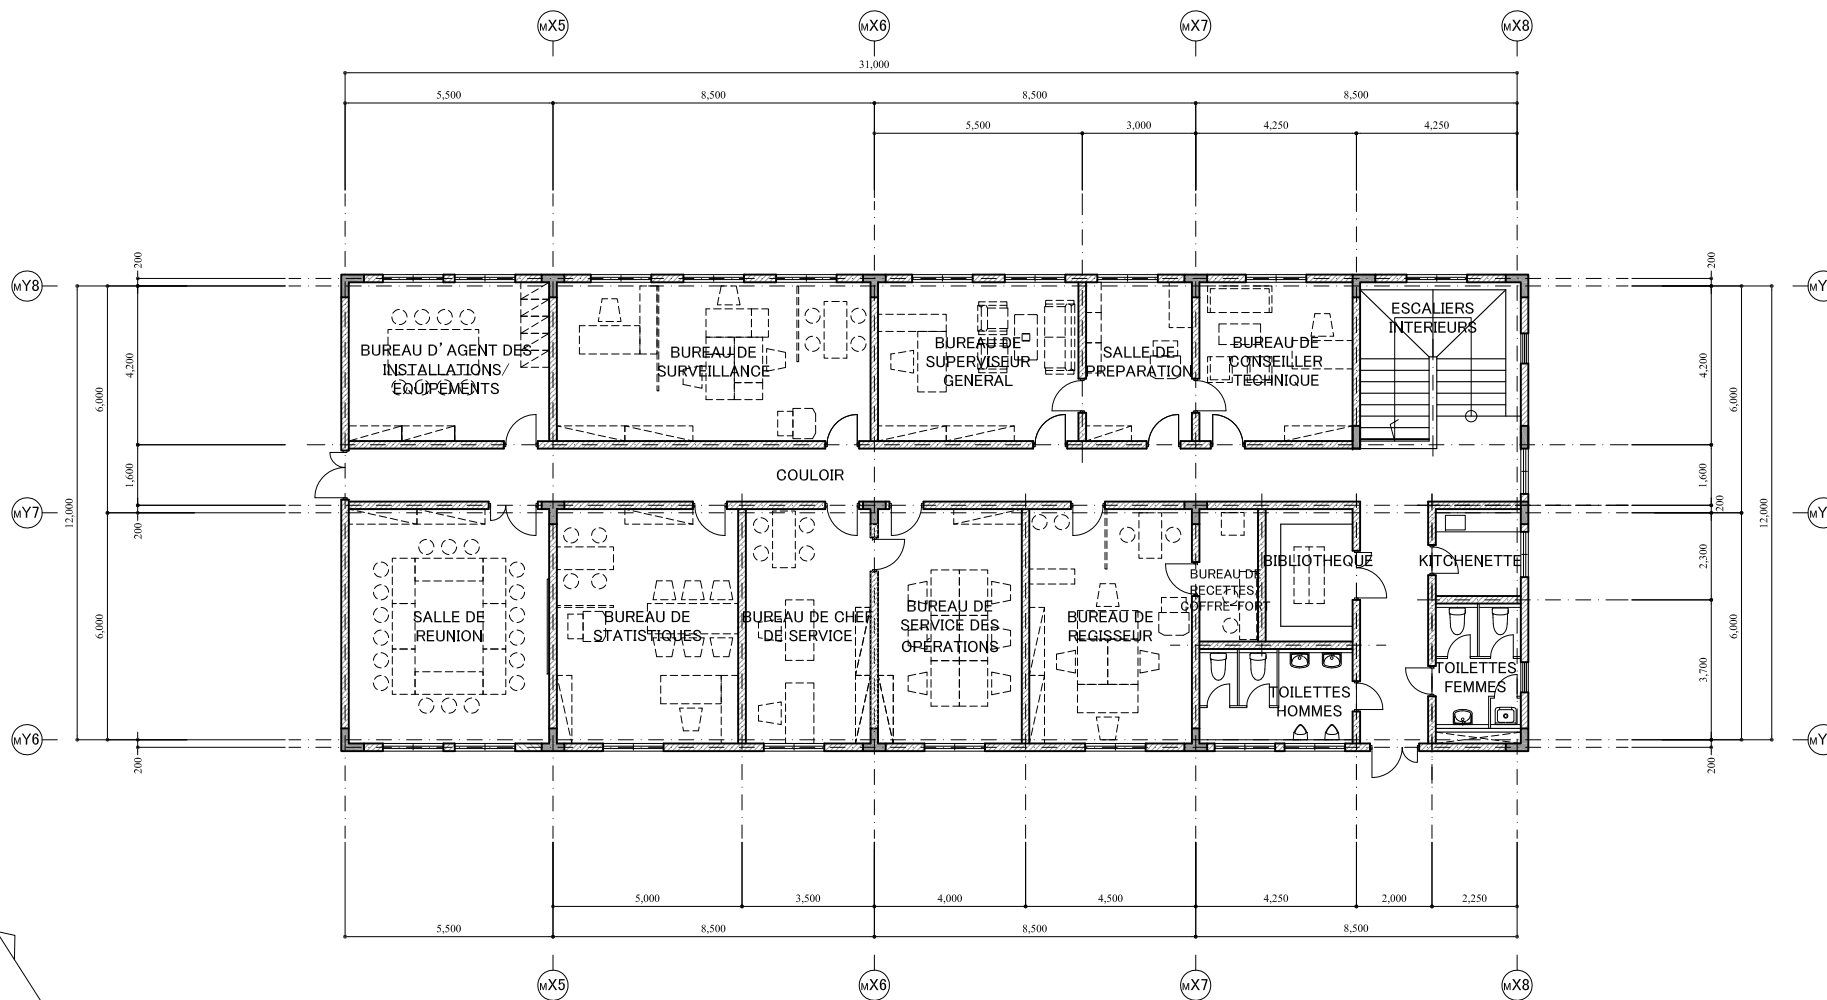 MX5 MX6 MX7 MX8
31,000
5,500 8,500 8,500 8,500
5,500 3,000 4,250 4,250
200 200
MY8 MY
ESCALIERS
INTERIEURS
BUREAU D'AGENT DES
INSTALLATIONS/
EQUIPEMENTS
BUREAU DE
SURVEILLANCE
BUREAU DE
SUPERVISEUR
GENERAL
SALLE DE
PREPARATION
BUREAU DE
CONSEILLER
TECHNIQUE
4,200 4,200
6,000 6,000
COULOIR
1,600 1,600
12,000 12,000
MY7 MY
200 200
BIBLIOTHEQUE
KITCHENETTE
2,300
BUREAU DE
RECETTES/
COFFRE-FORT
SALLE DE
REUNION
BUREAU DE
STATISTIQUES
BUREAU DE CHEF
DE SERVICE
BUREAU DE
SERVICE DES
OPERATIONS
BUREAU DE
REGISSEUR
6,000 6,000
3,700
TOILETTES
HOMMES
TOILETTES
FEMMES
MY6 MY
200 200
5,000 3,500 4,000 4,500 4,250 2,000 2,250
5,500 8,500 8,500 8,500
MX5 MX6 MX7 MX8